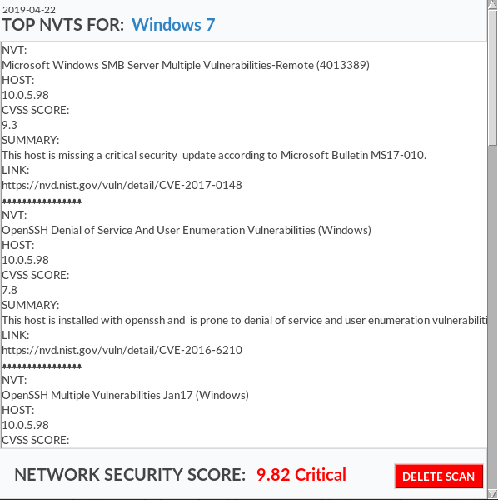 2019-04-22
TOP NVTS FOR: Windows 7
NVT:
Microsoft Windows SMB Server Multiple Vulnerabilities-Remote (4013389)
HOST:
10.0.5.98
CVSS SCORE:
9.3
SUMMARY:
This host is missing a critical security update according to Microsoft Bulletin MS17-010.
LINK:
https://nvd.nist.gov/vuln/detail/CVE-2017-0148
****************
NVT:
OpenSSH Denial of Service And User Enumeration Vulnerabilities (Windows)
HOST:
10.0.5.98
CVSS SCORE:
7.8
SUMMARY:
This host is installed with openssh and is prone to denial of service and user enumeration vulnerabiliti
LINK:
https://nvd.nist.gov/vuln/detail/CVE-2016-6210
****************
NVT:
OpenSSH Multiple Vulnerabilities Jan17 (Windows)
HOST:
10.0.5.98
CVSS SCORE:
NETWORK SECURITY SCORE: 9.82 Critical
DELETE SCAN